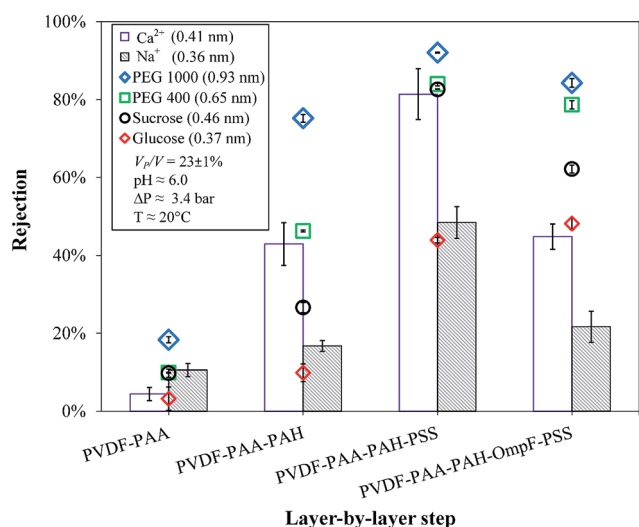 100%
80%
60%
40%
20%
0%
Rejection
Ca²⁺ (0.41 nm)
Na⁺ (0.36 nm)
PEG 1000 (0.93 nm)
PEG 400 (0.65 nm)
Sucrose (0.46 nm)
Glucose (0.37 nm)
V_P/V = 23±1%
pH ≈ 6.0
ΔP ≈ 3.4 bar
T ≈ 20°C
PVDF-PAA
PVDF-PAA-PAH
PVDF-PAA-PAH-PSS
PVDF-PAA-PAH-OmpF-PSS
Layer-by-layer step